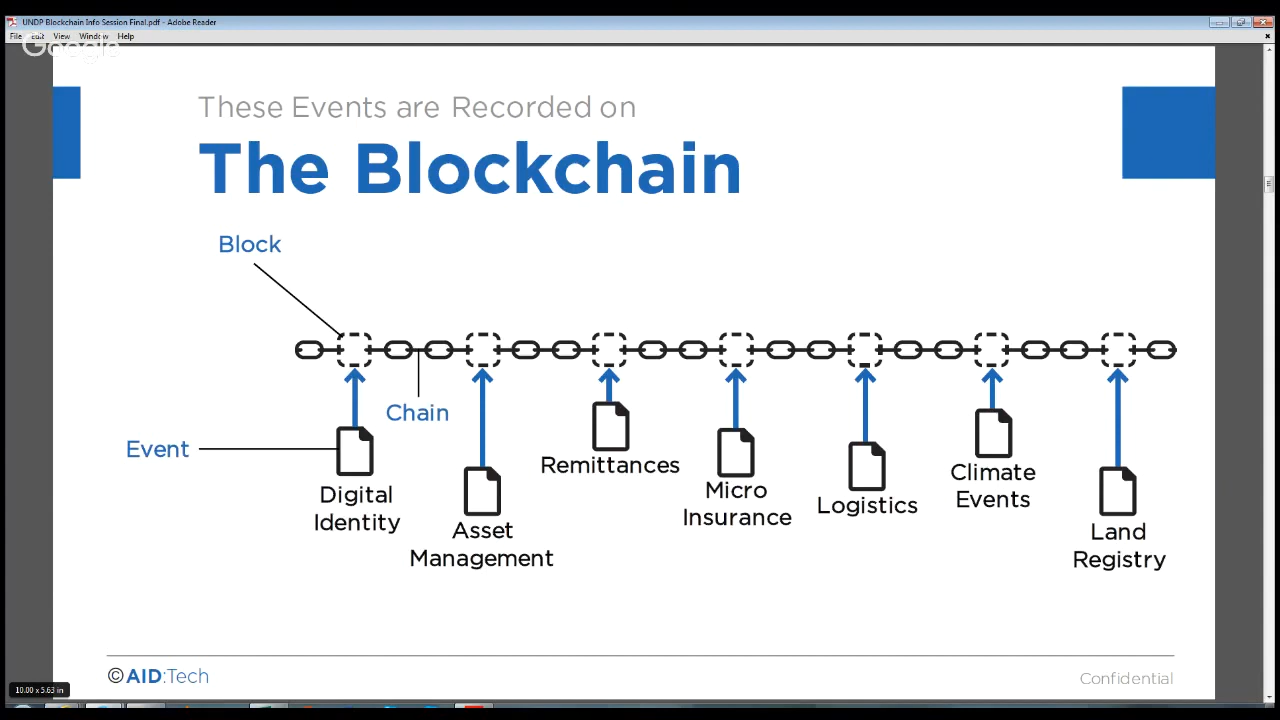 UNDP Blockchain Info Session Final.pdf - Adobe Reader
File Edit View Window Help
Google
These Events are Recorded on
The Blockchain
Block
Chain
Event
Digital
Identity
Asset
Management
Remittances
Micro
Insurance
Logistics
Climate
Events
Land
Registry
©AID:Tech
Confidential
10.00 x 5.63 in